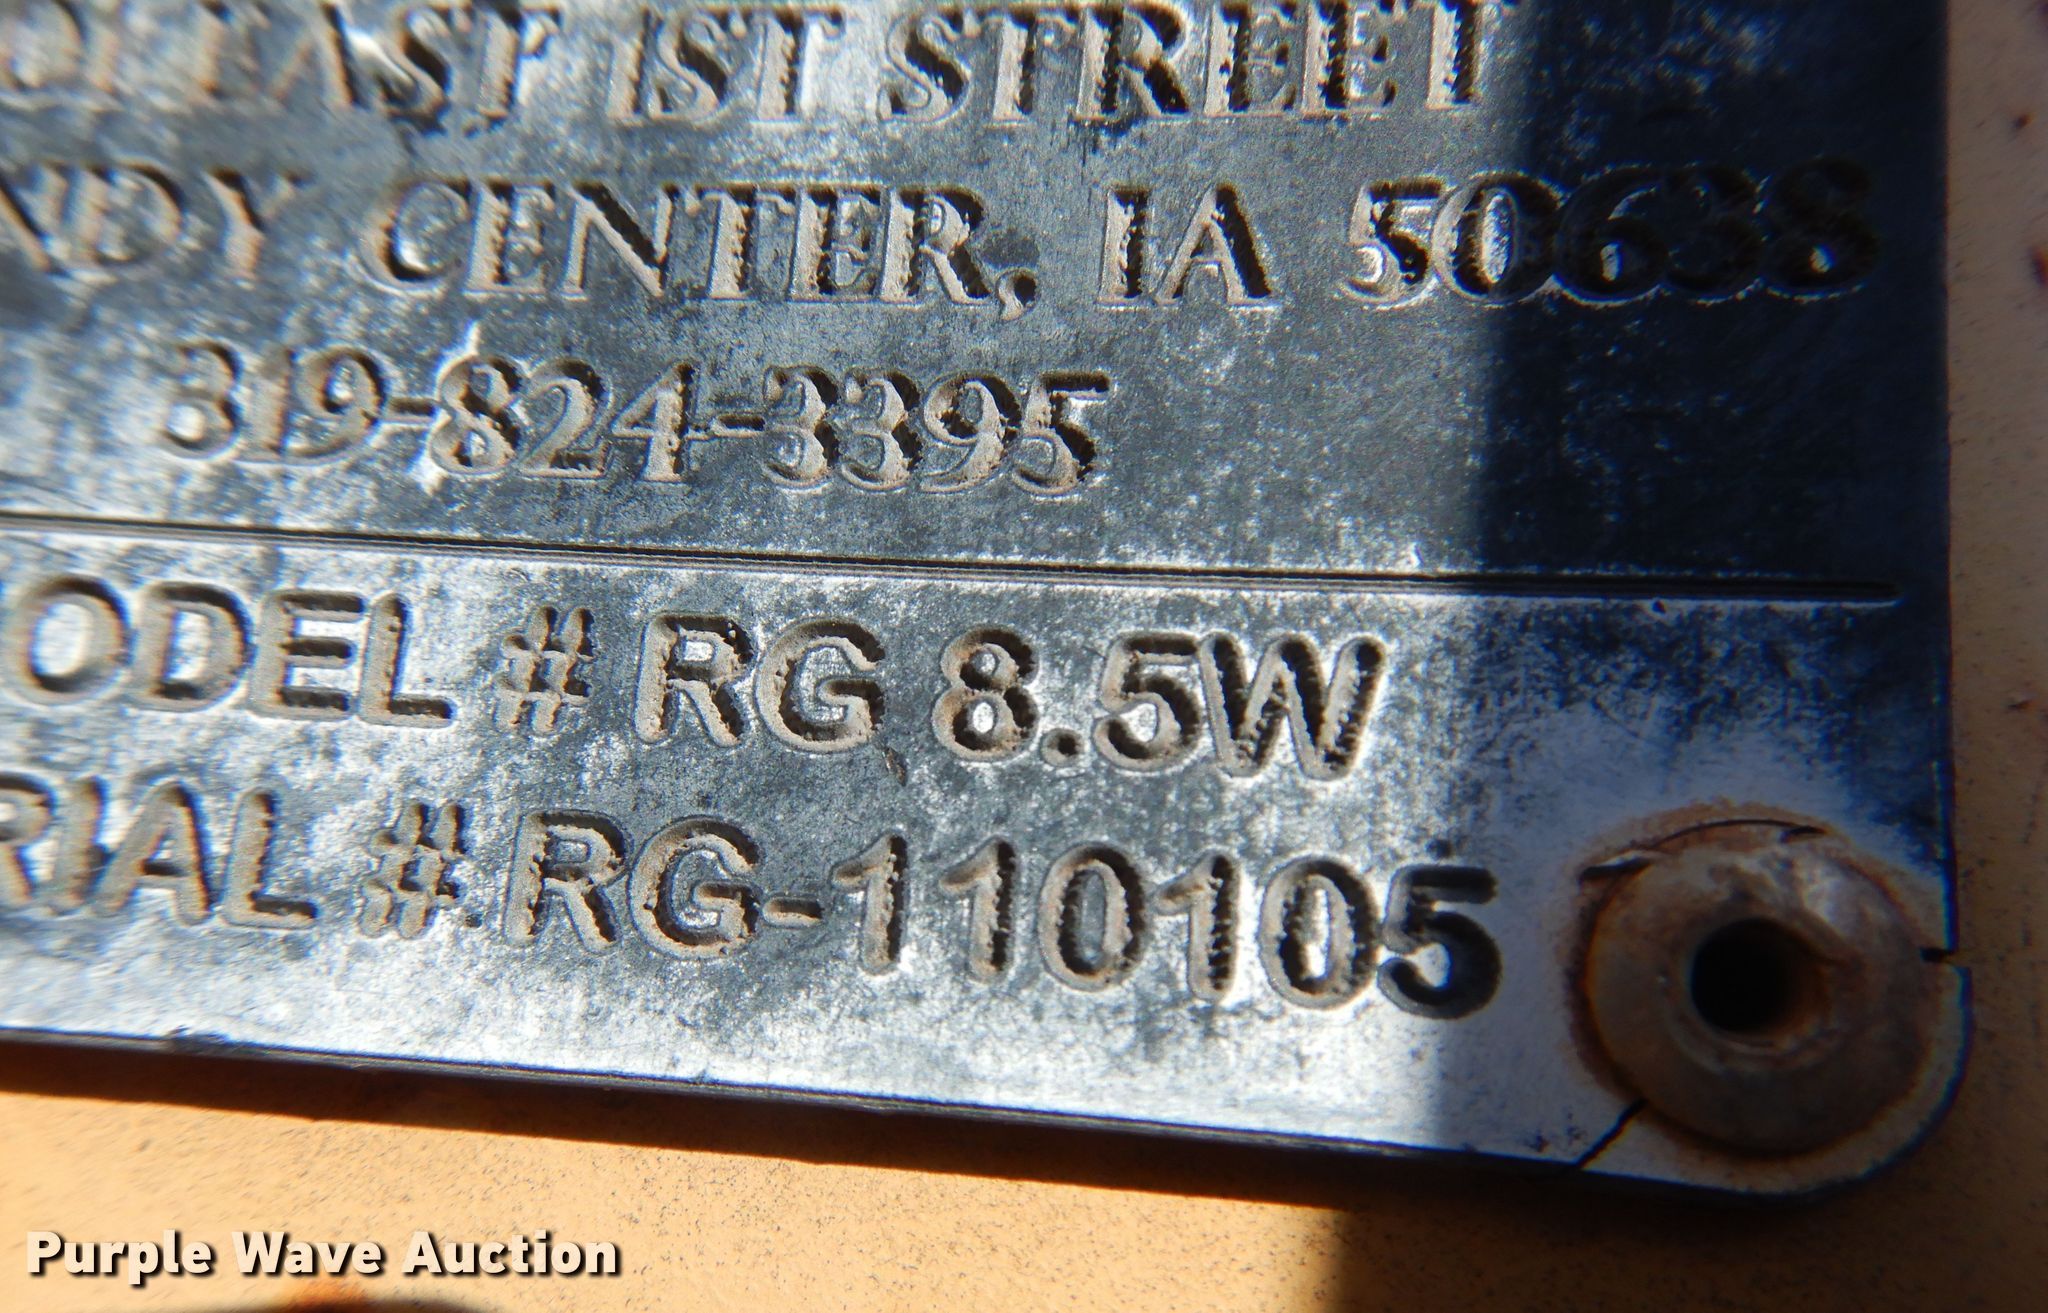 EAST 1ST STREET
NDY CENTER, IA 50638
319-824-3395
ODEL # RG 8.5W
RIAL # RG-110105
Purple Wave Auction